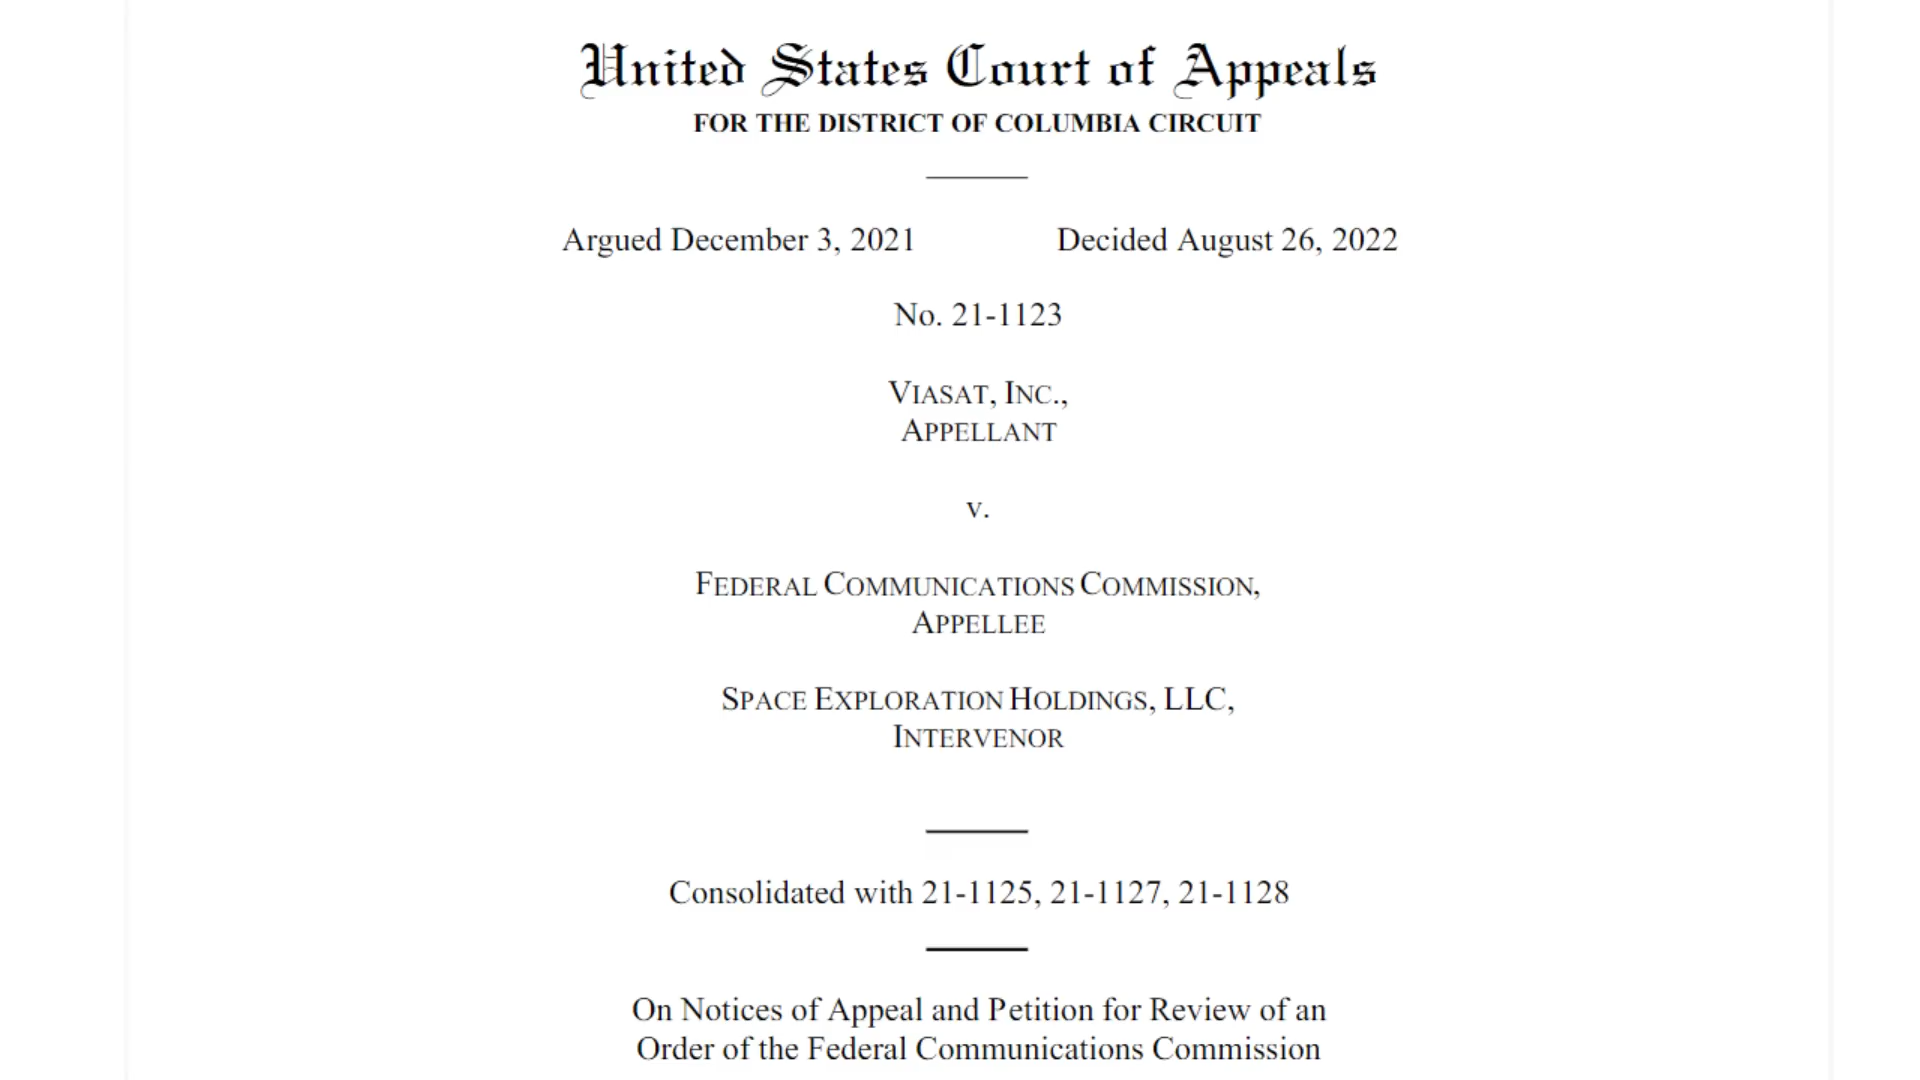 United States Court of Appeals
FOR THE DISTRICT OF COLUMBIA CIRCUIT
Argued December 3, 2021 Decided August 26, 2022
No. 21-1123
VIASAT, INC.,
APPELLANT
v.
FEDERAL COMMUNICATIONS COMMISSION,
APPELLEE
SPACE EXPLORATION HOLDINGS, LLC,
INTERVENOR
Consolidated with 21-1125, 21-1127, 21-1128
On Notices of Appeal and Petition for Review of an
Order of the Federal Communications Commission